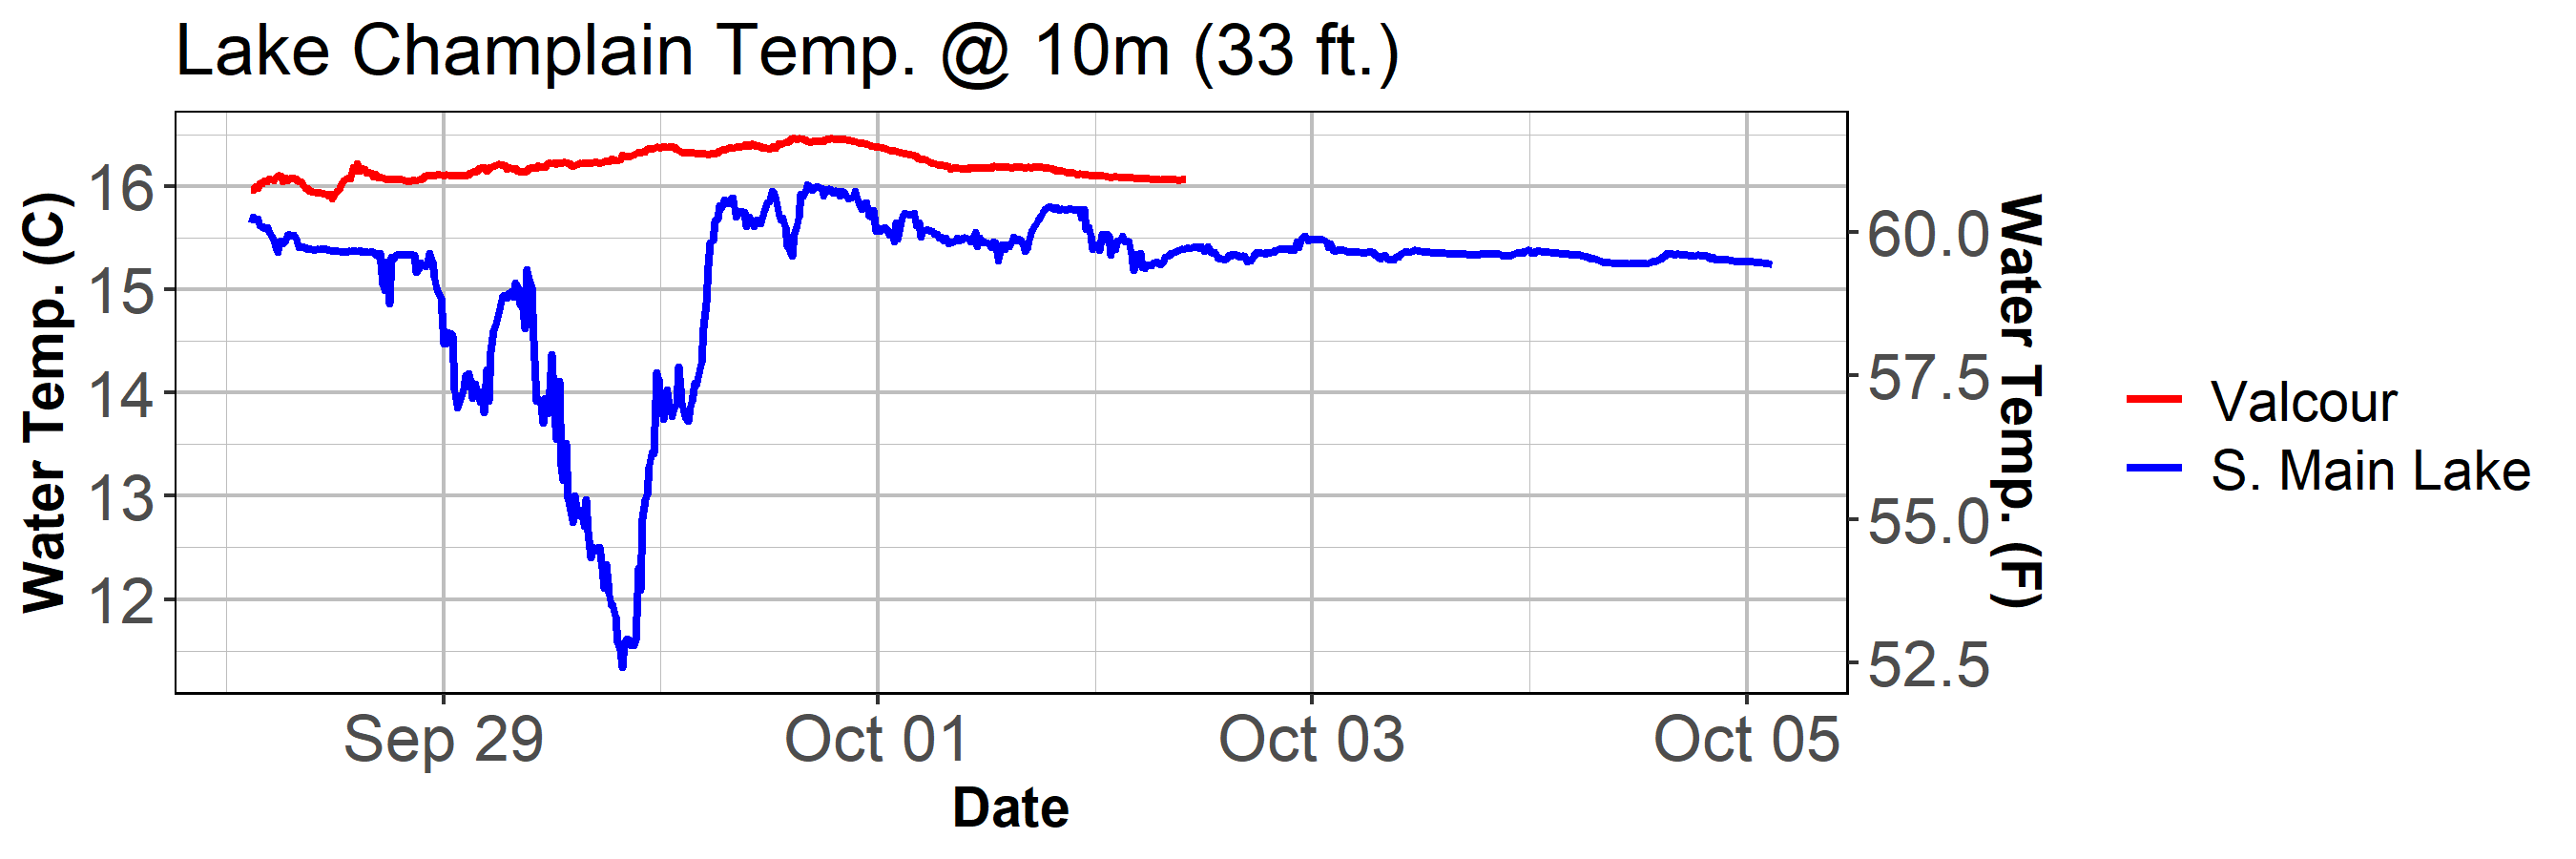 Lake Champlain Temp. @ 10m (33 ft.)
Water Temp. (C)
16
15
14
13
12
60.0
57.5
55.0
52.5
Water Temp. (F)
Sep 29
Oct 01
Oct 03
Oct 05
Date
Valcour
S. Main Lake